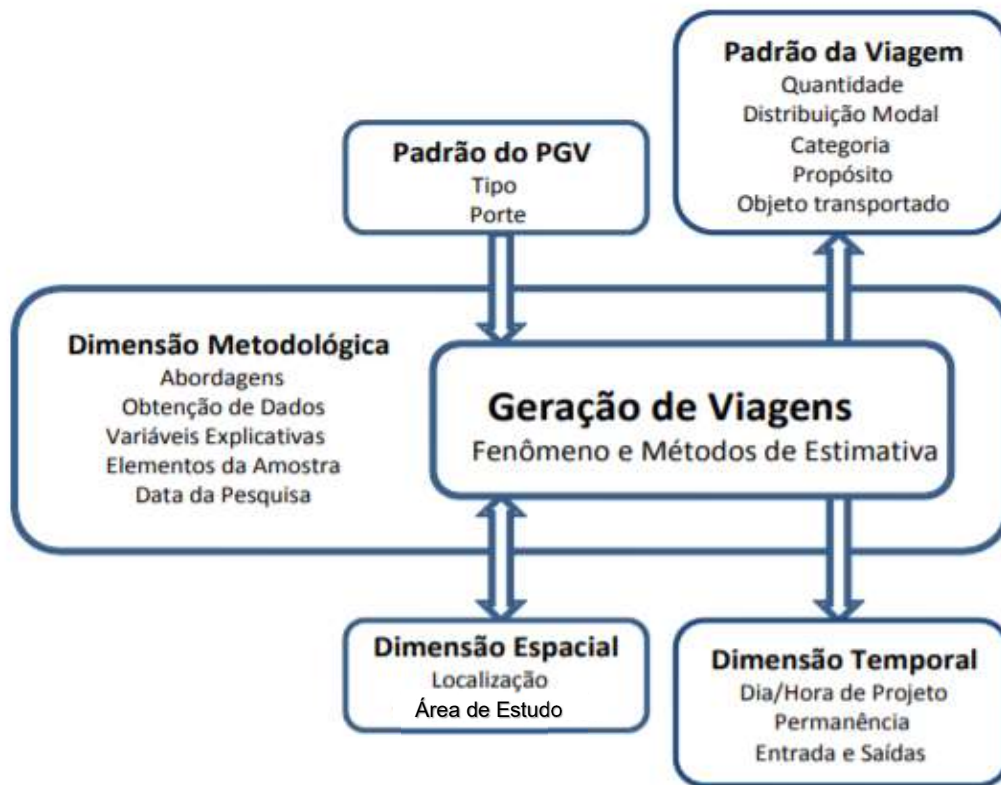 Padrão da Viagem
Quantidade
Distribuição Modal
Categoria
Propósito
Objeto transportado
Padrão do PGV
Tipo
Porte
Dimensão Metodológica
Abordagens
Obtenção de Dados
Variáveis Explicativas
Elementos da Amostra
Data da Pesquisa
Geração de Viagens
Fenômeno e Métodos de Estimativa
Dimensão Espacial
Localização
Área de Estudo
Dimensão Temporal
Dia/Hora de Projeto
Permanência
Entrada e Saídas